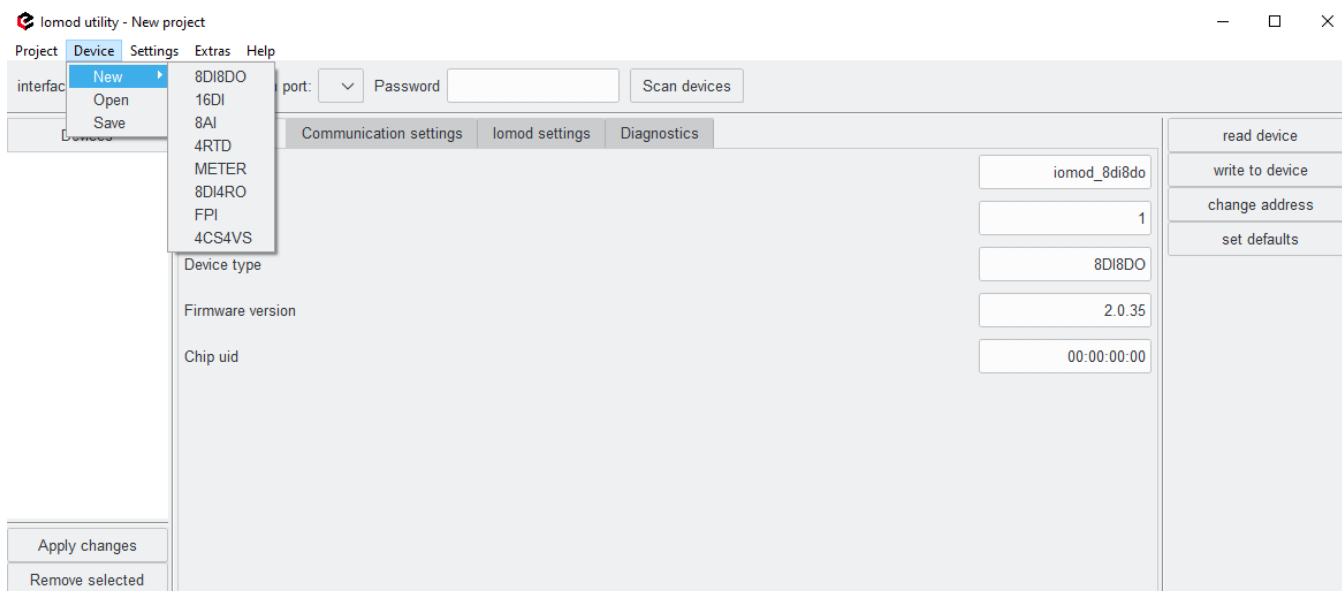 Iomod utility - New project
Project Device Settings Extras Help
interfac port: Password Scan devices
New
Open
Save
8DI8DO
16DI
8AI
4RTD
METER
8DI4RO
FPI
4CS4VS
Devices Communication settings Iomod settings Diagnostics
iomod_8di8do
1
Device type 8DI8DO
Firmware version 2.0.35
Chip uid 00:00:00:00
read device
write to device
change address
set defaults
Apply changes
Remove selected